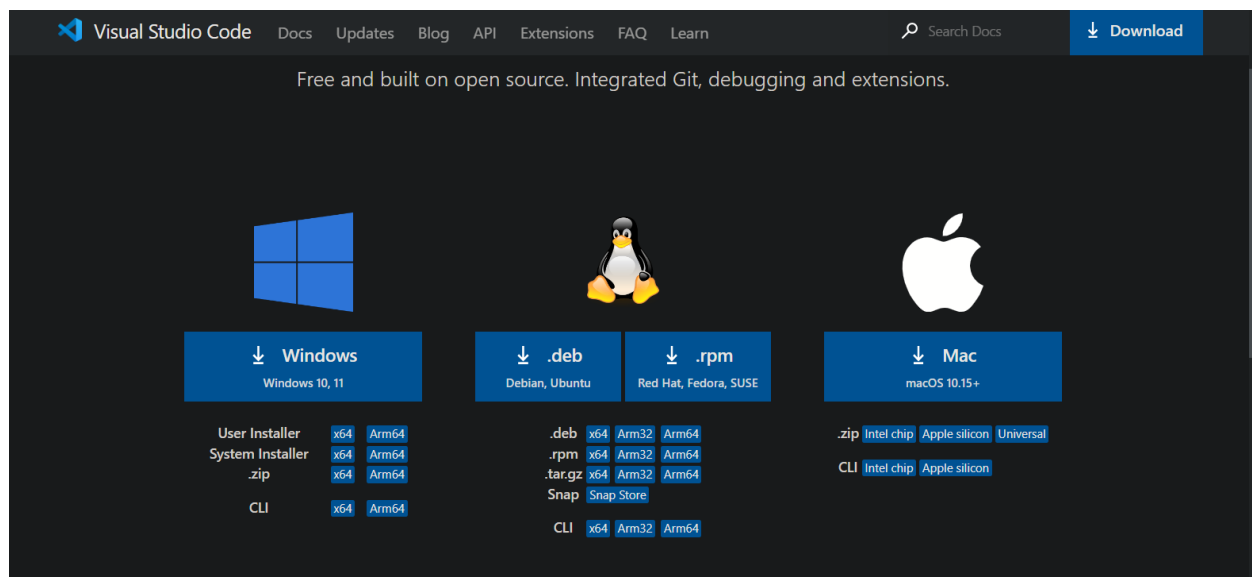 Visual Studio Code Docs Updates Blog API Extensions FAQ Learn Search Docs Download
Free and built on open source. Integrated Git, debugging and extensions.
Windows
Windows 10, 11
User Installer x64 Arm64
System Installer x64 Arm64
.zip x64 Arm64
CLI x64 Arm64
.deb
Debian, Ubuntu
.rpm
Red Hat, Fedora, SUSE
.deb x64 Arm32 Arm64
.rpm x64 Arm32 Arm64
.tar.gz x64 Arm32 Arm64
Snap Snap Store
CLI x64 Arm32 Arm64
Mac
macOS 10.15+
.zip Intel chip Apple silicon Universal
CLI Intel chip Apple silicon